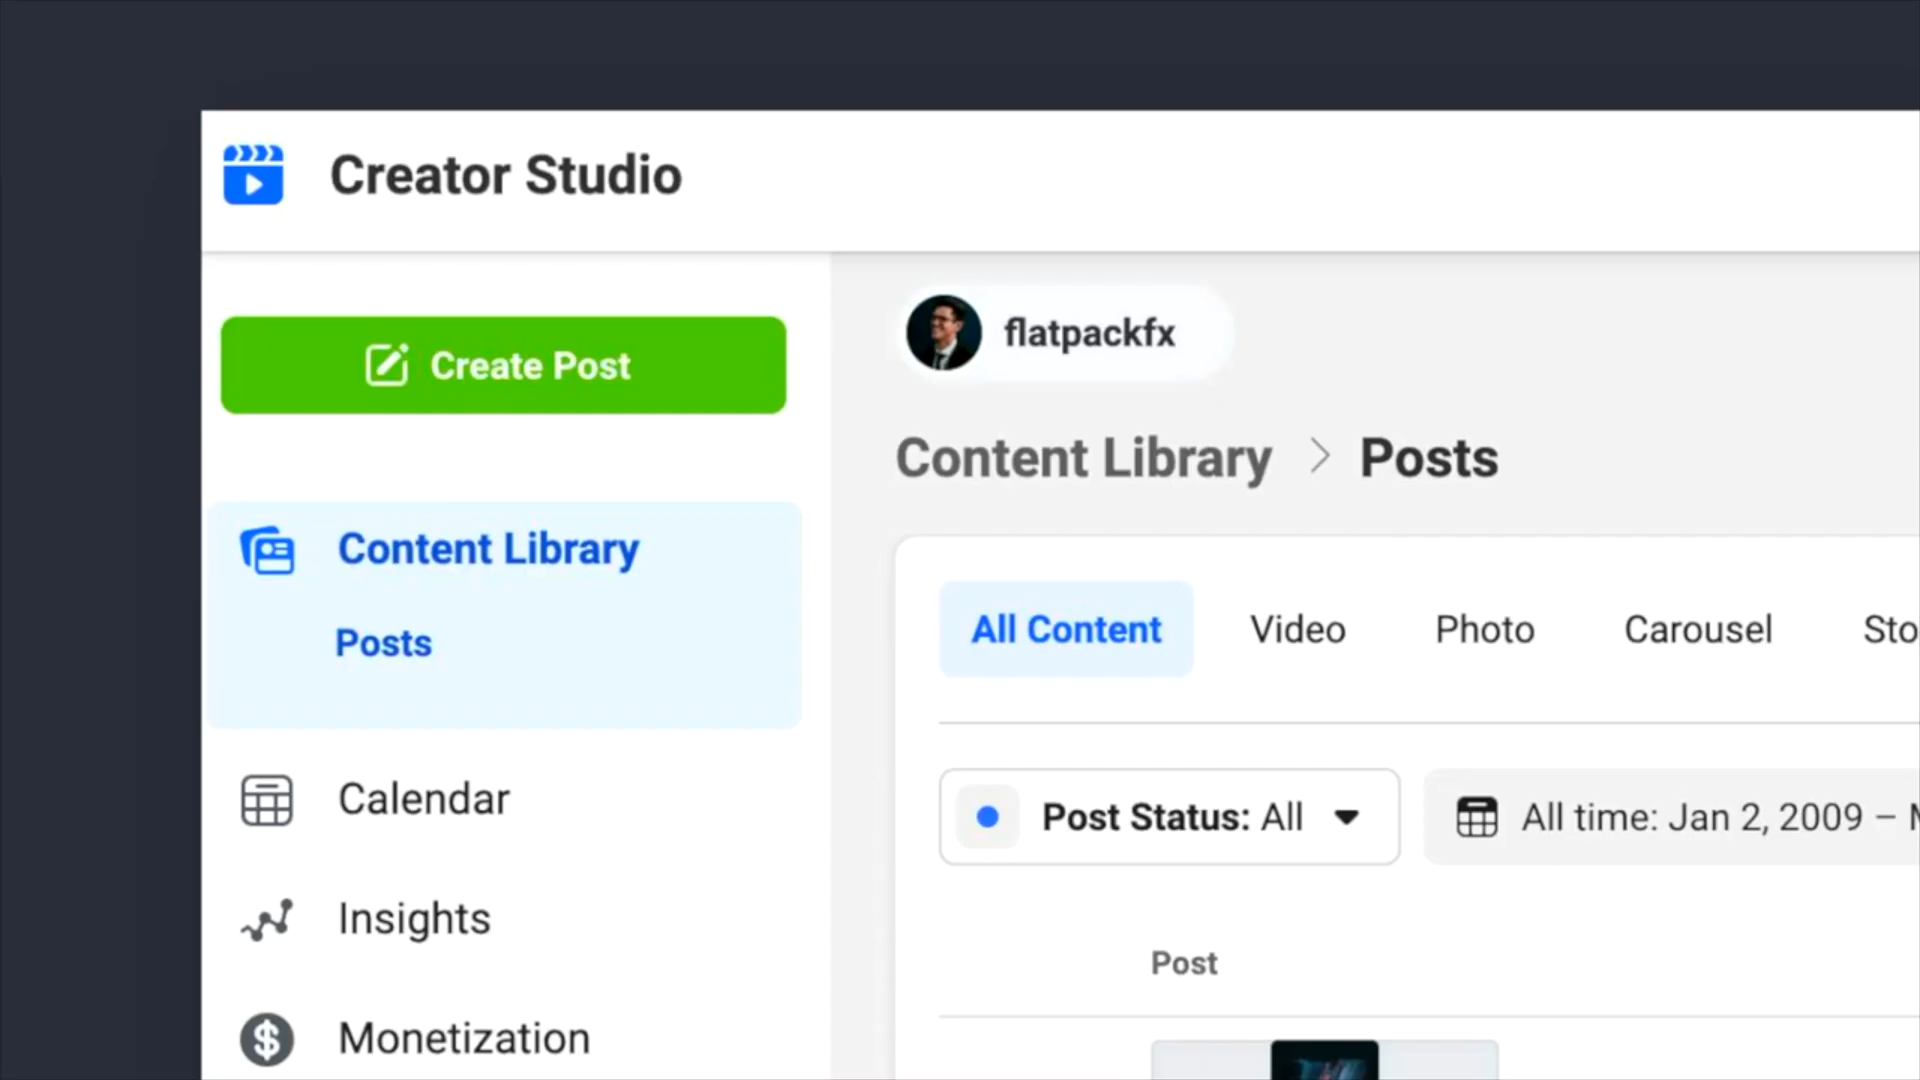 Creator Studio
Create Post
flatpackfx
Content Library > Posts
Content Library
Posts
All Content Video Photo Carousel Sto
Calendar
Post Status: All
All time: Jan 2, 2009 –
Insights
Post
Monetization